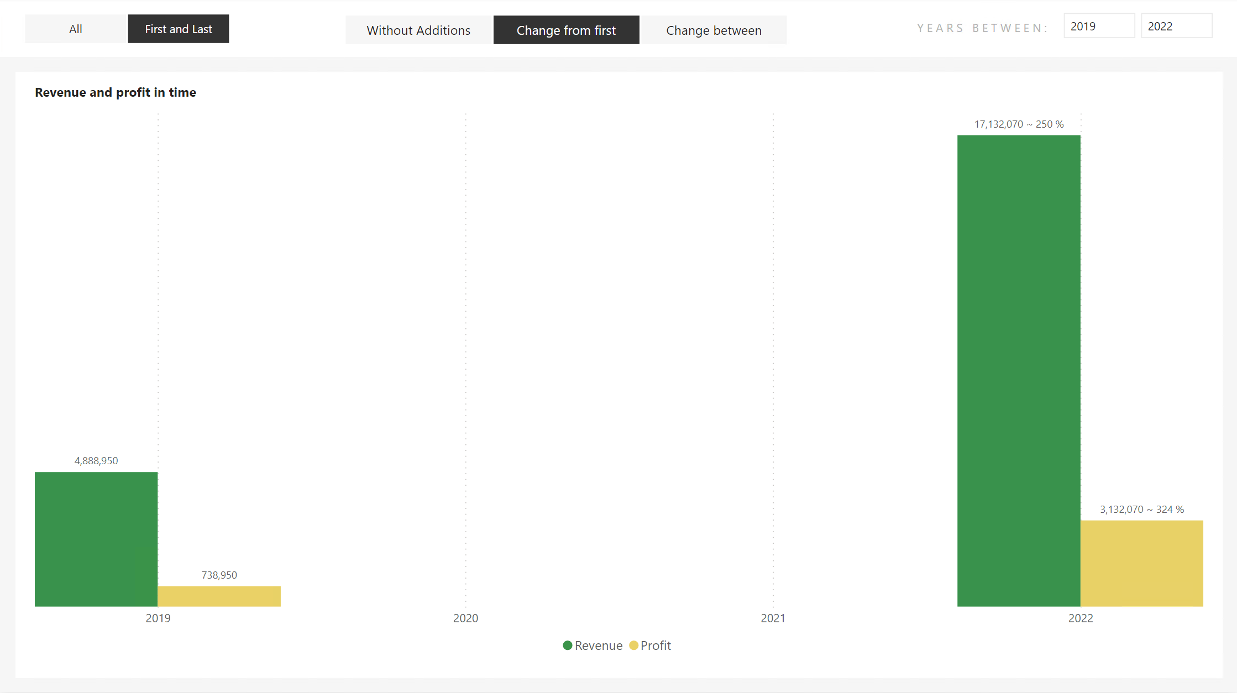 All
First and Last
Without Additions
Change from first
Change between
YEARS BETWEEN:
2019
2022
Revenue and profit in time
17,132,070 ~ 250 %
4,888,950
3,132,070 ~ 324 %
738,950
2019
2020
2021
2022
Revenue
Profit